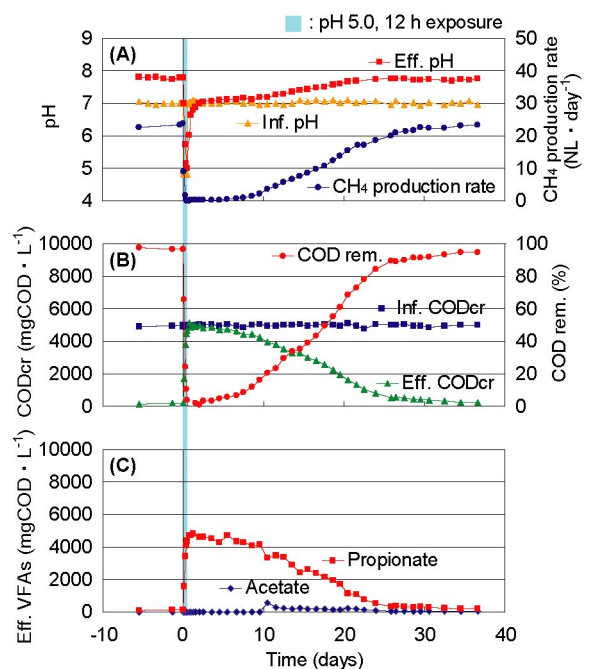 : pH 5.0, 12 h exposure
(A)
Eff. pH
Inf. pH
CH4 production rate
pH
9
8
7
6
5
4
50
40
30
20
10
0
CH4 production rate
(NL・day-1)
(B)
COD rem.
Inf. CODcr
Eff. CODcr
CODcr (mgCOD・L-1)
10000
8000
6000
4000
2000
0
100
80
60
40
20
0
COD rem. (%)
(C)
Propionate
Acetate
Eff. VFAs (mgCOD・L-1)
10000
8000
6000
4000
2000
0
-10 0 10 20 30 40
Time (days)